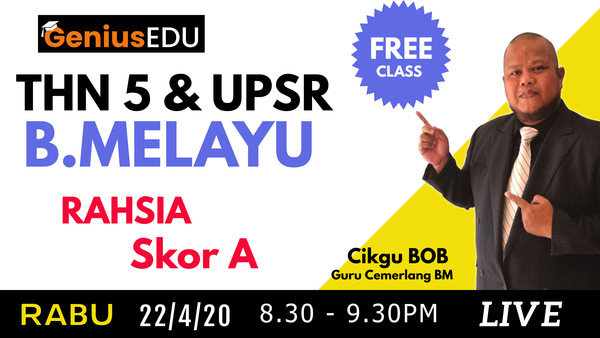 GeniusEDU
FREE
CLASS
THN 5 & UPSR
B.MELAYU
RAHSIA
Skor A
Cikgu BOB
Guru Cemerlang BM
RABU 22/4/20 8.30 - 9.30PM LIVE